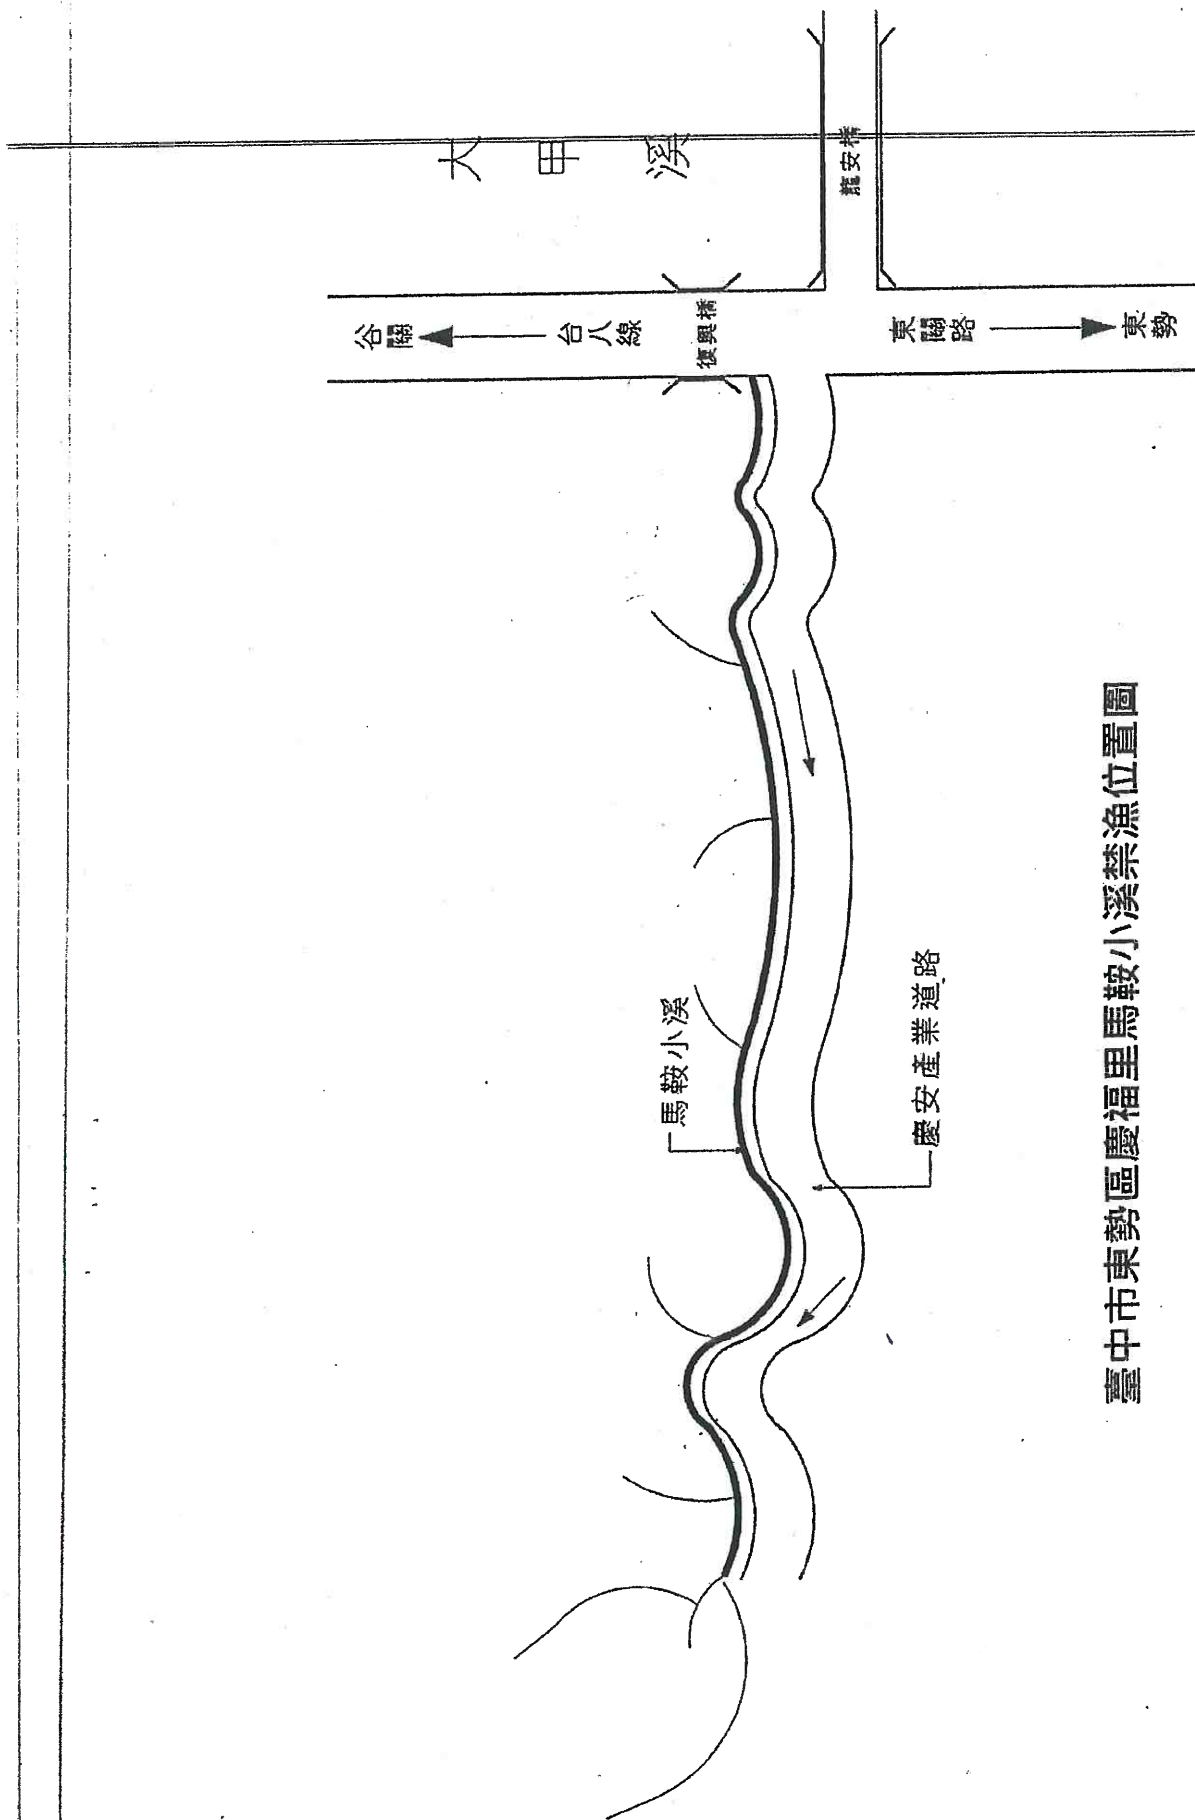 大甲溪
龍安橋
谷關
台八線
復興橋
東關路
東勢
馬鞍小溪
慶安產業道路
臺中市東勢區慶福里馬鞍小溪禁漁位置圖